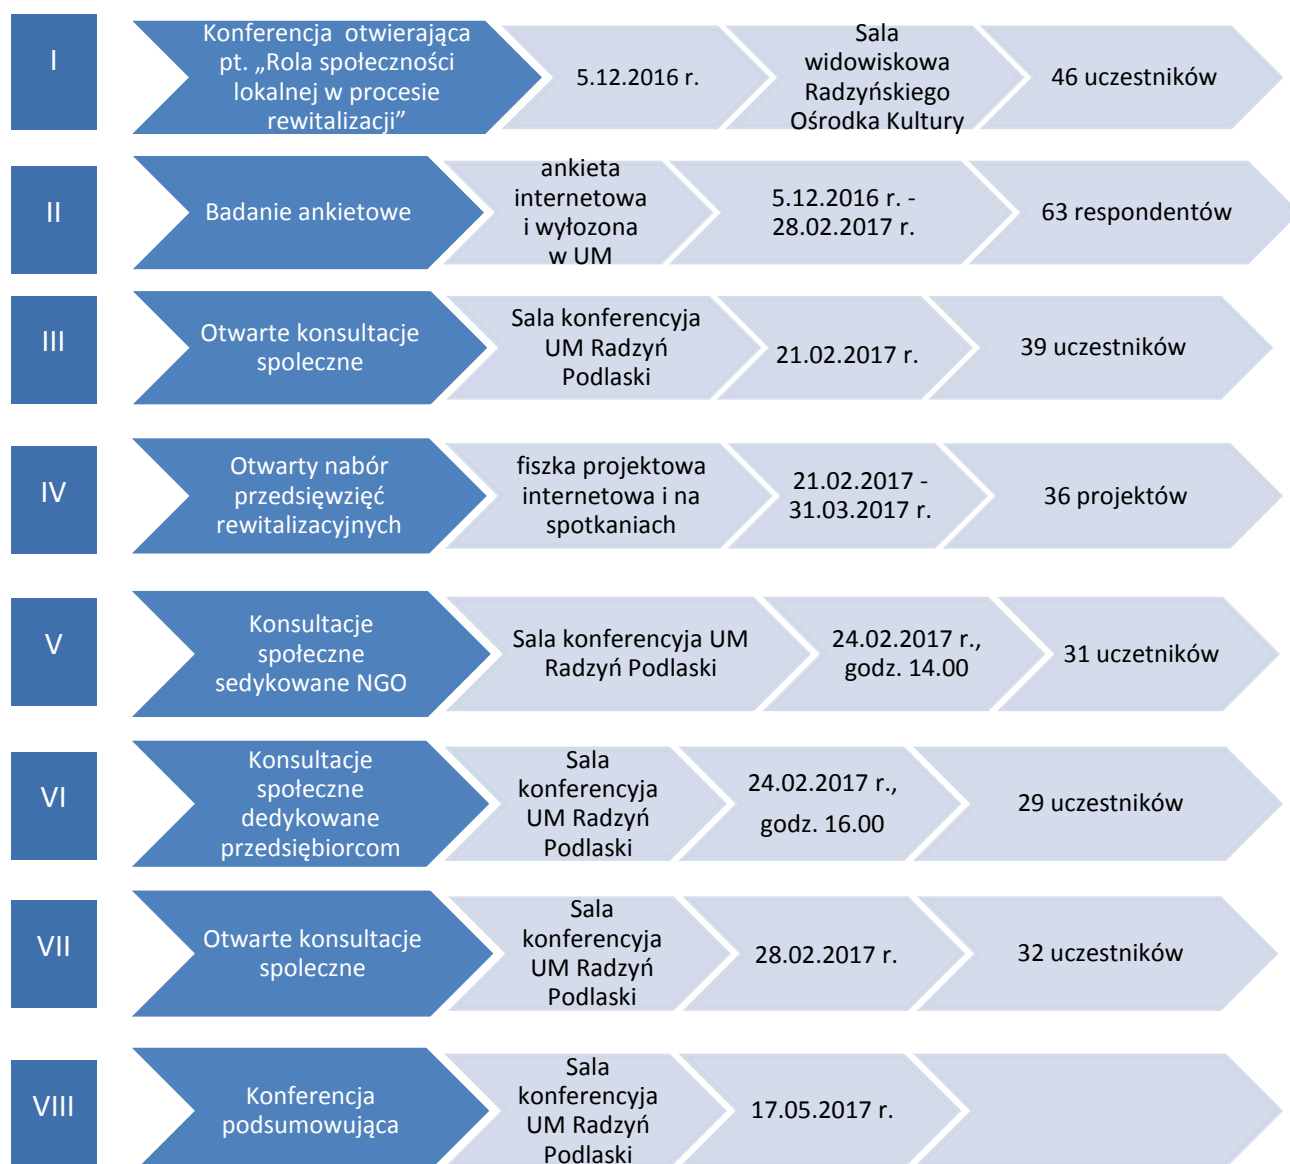 I
Konferencja otwierająca
pt. „Rola społeczności
lokalnej w procesie
rewitalizacji”
5.12.2016 r.
Sala
widowiskowa
Radzyńskiego
Ośrodka Kultury
46 uczestników
II
Badanie ankietowe
ankieta
internetowa
i wyłozona
w UM
5.12.2016 r. -
28.02.2017 r.
63 respondentów
III
Otwarte konsultacje
spoleczne
Sala konferencyja
UM Radzyń
Podlaski
21.02.2017 r.
39 uczestników
IV
Otwarty nabór
przedsięwzięć
rewitalizacyjnych
fiszka projektowa
internetowa i na
spotkaniach
21.02.2017 -
31.03.2017 r.
36 projektów
V
Konsultacje
społeczne
sedykowane NGO
Sala konferencyja UM
Radzyń Podlaski
24.02.2017 r.,
godz. 14.00
31 uczetników
VI
Konsultacje
społeczne
dedykowane
przedsiębiorcom
Sala
konferencyja
UM Radzyń
Podlaski
24.02.2017 r.,
godz. 16.00
29 uczestników
VII
Otwarte konsultacje
spoleczne
Sala
konferencyja
UM Radzyń
Podlaski
28.02.2017 r.
32 uczestników
VIII
Konferencja
podsumowująca
Sala
konferencyja
UM Radzyń
Podlaski
17.05.2017 r.